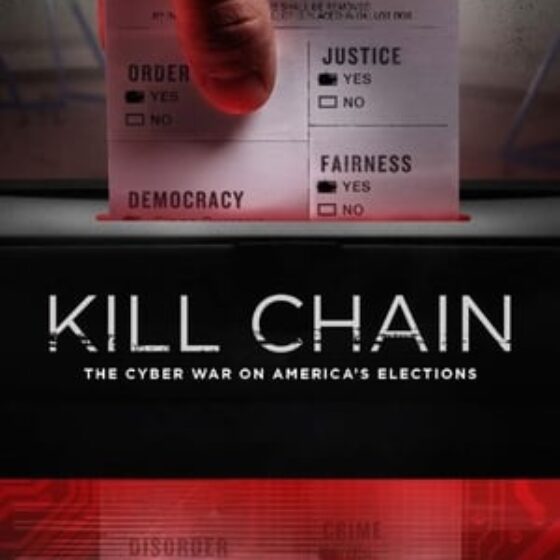 ORDER
YES
NO
JUSTICE
YES
NO
DEMOCRACY
FAIRNESS
YES
NO
KILL CHAIN
THE CYBER WAR ON AMERICA'S ELECTIONS
DISORDER
CRIME